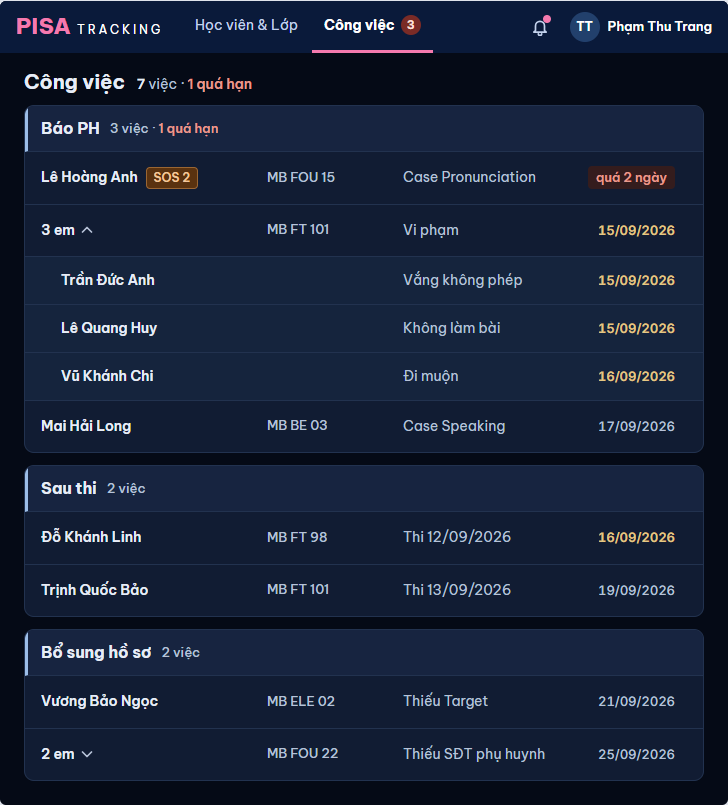 PISA TRACKING Học viên & Lớp Công việc 3 TT Phạm Thu Trang
Công việc 7 việc · 1 quá hạn
Báo PH 3 việc · 1 quá hạn
Lê Hoàng Anh SOS 2 MB FOU 15 Case Pronunciation quá 2 ngày
3 em MB FT 101 Vi phạm 15/09/2026
Trần Đức Anh Vắng không phép 15/09/2026
Lê Quang Huy Không làm bài 15/09/2026
Vũ Khánh Chi Đi muộn 16/09/2026
Mai Hải Long MB BE 03 Case Speaking 17/09/2026
Sau thi 2 việc
Đỗ Khánh Linh MB FT 98 Thi 12/09/2026 16/09/2026
Trịnh Quốc Bảo MB FT 101 Thi 13/09/2026 19/09/2026
Bổ sung hồ sơ 2 việc
Vương Bảo Ngọc MB ELE 02 Thiếu Target 21/09/2026
2 em MB FOU 22 Thiếu SĐT phụ huynh 25/09/2026